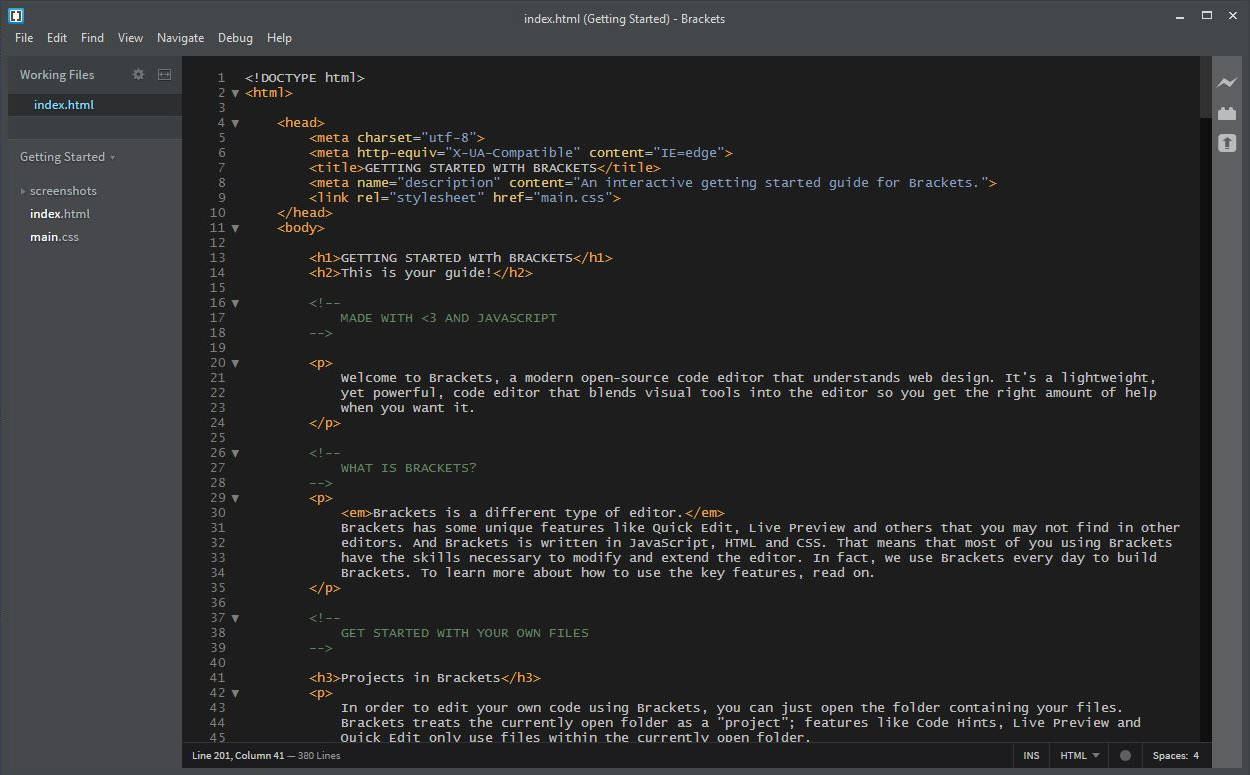 index.html (Getting Started) - Brackets
File Edit Find View Navigate Debug Help
Working Files
index.html
Getting Started
screenshots
index.html
main.css
1 <!DOCTYPE html>
2 <html>
3
4 <head>
5 <meta charset="utf-8">
6 <meta http-equiv="X-UA-Compatible" content="IE=edge">
7 <title>GETTING STARTED WITH BRACKETS</title>
8 <meta name="description" content="An interactive getting started guide for Brackets.">
9 <link rel="stylesheet" href="main.css">
10 </head>
11 <body>
12
13 <h1>GETTING STARTED WITh BRACKETS</h1>
14 <h2>This is your guide!</h2>
15
16 <!--
17 MADE WITH <3 AND JAVASCRIPT
18 -->
19
20 <p>
21 Welcome to Brackets, a modern open-source code editor that understands web design. It's a lightweight,
22 yet powerful, code editor that blends visual tools into the editor so you get the right amount of help
23 when you want it.
24 </p>
25
26 <!--
27 WHAT IS BRACKETS?
28 -->
29 <p>
30 <em>Brackets is a different type of editor.</em>
31 Brackets has some unique features like Quick Edit, Live Preview and others that you may not find in other
32 editors. And Brackets is written in JavaScript, HTML and CSS. That means that most of you using Brackets
33 have the skills necessary to modify and extend the editor. In fact, we use Brackets every day to build
34 Brackets. To learn more about how to use the key features, read on.
35 </p>
36
37 <!--
38 GET STARTED WITH YOUR OWN FILES
39 -->
40
41 <h3>Projects in Brackets</h3>
42 <p>
43 In order to edit your own code using Brackets, you can just open the folder containing your files.
44 Brackets treats the currently open folder as a "project"; features like Code Hints, Live Preview and
45 Quick Edit only use files within the currently open folder.
Line 201, Column 41 — 380 Lines
INS HTML Spaces: 4